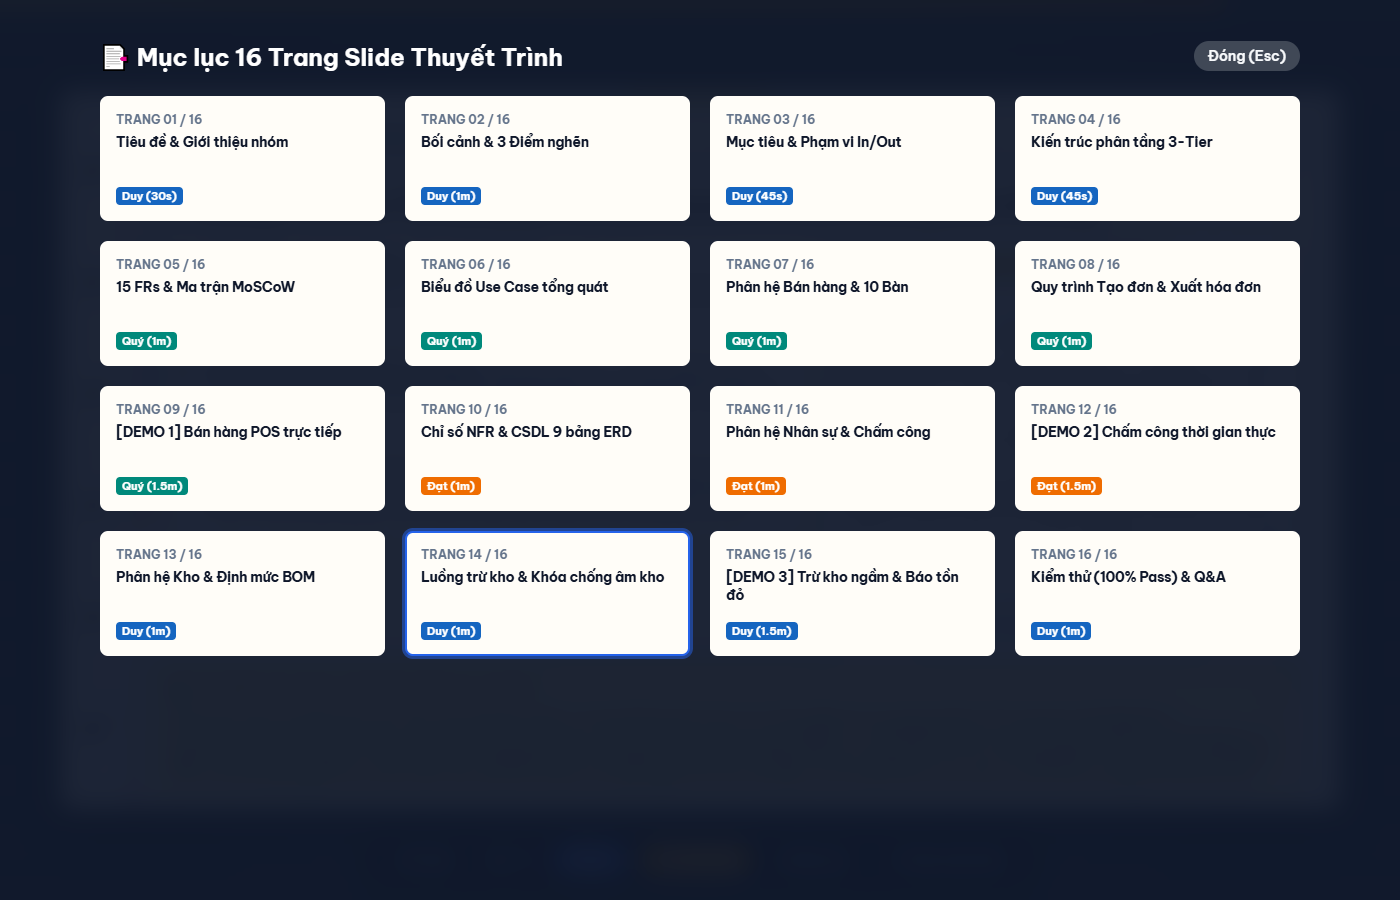 Mục lục 16 Trang Slide Thuyết Trình
Đóng (Esc)
TRANG 01 / 16
Tiêu đề & Giới thiệu nhóm
Duy (30s)
TRANG 02 / 16
Bối cảnh & 3 Điểm nghẽn
Duy (1m)
TRANG 03 / 16
Mục tiêu & Phạm vi In/Out
Duy (45s)
TRANG 04 / 16
Kiến trúc phân tầng 3-Tier
Duy (45s)
TRANG 05 / 16
15 FRs & Ma trận MoSCoW
Quý (1m)
TRANG 06 / 16
Biểu đồ Use Case tổng quát
Quý (1m)
TRANG 07 / 16
Phân hệ Bán hàng & 10 Bàn
Quý (1m)
TRANG 08 / 16
Quy trình Tạo đơn & Xuất hóa đơn
Quý (1m)
TRANG 09 / 16
[DEMO 1] Bán hàng POS trực tiếp
Quý (1.5m)
TRANG 10 / 16
Chỉ số NFR & CSDL 9 bảng ERD
Đạt (1m)
TRANG 11 / 16
Phân hệ Nhân sự & Chấm công
Đạt (1m)
TRANG 12 / 16
[DEMO 2] Chấm công thời gian thực
Đạt (1.5m)
TRANG 13 / 16
Phân hệ Kho & Định mức BOM
Duy (1m)
TRANG 14 / 16
Luồng trừ kho & Khóa chống âm kho
Duy (1m)
TRANG 15 / 16
[DEMO 3] Trừ kho ngầm & Báo tồn
đỏ
Duy (1.5m)
TRANG 16 / 16
Kiểm thử (100% Pass) & Q&A
Duy (1m)